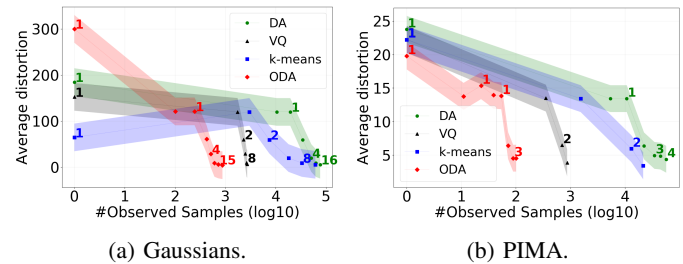 300
200
100
0
Average distortion
1
1
1
1
1
1
2
2
4
4
8
8
15
16
DA
VQ
k-means
ODA
0 1 2 3 4 5
#Observed Samples (log10)
(a) Gaussians.
25
20
15
10
5
Average distortion
1
1
1
1
1
1
2
2
3
3
4
DA
VQ
k-means
ODA
0 1 2 3 4
#Observed Samples (log10)
(b) PIMA.